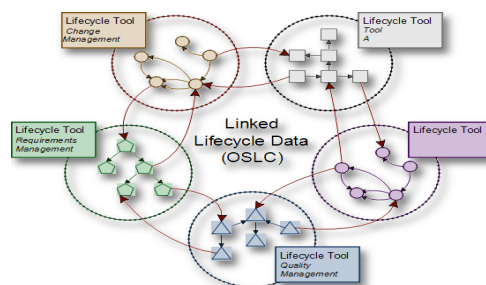 Lifecycle Tool
Change
Management
Lifecycle Tool
Tool
A
Linked
Lifecycle Data
(OSLC)
Lifecycle Tool
Requirements
Management
Lifecycle Tool
Lifecycle Tool
Quality
Management